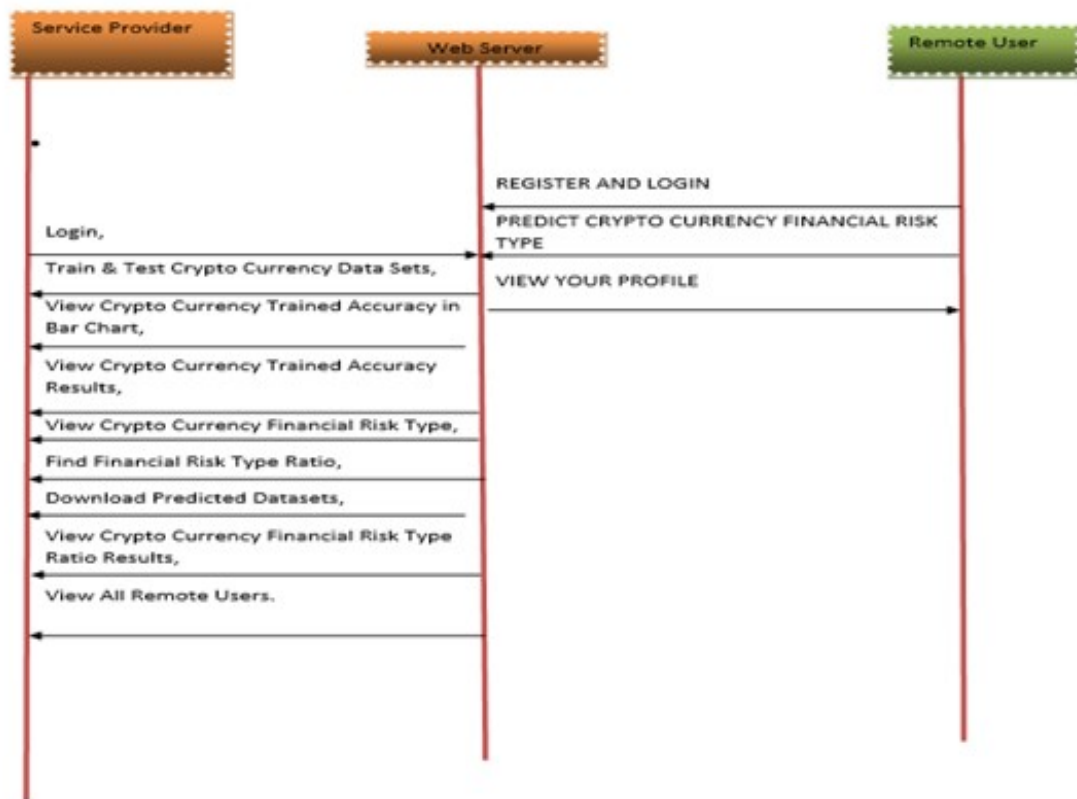 Service Provider
Web Server
Remote User
REGISTER AND LOGIN
PREDICT CRYPTO CURRENCY FINANCIAL RISK
TYPE
VIEW YOUR PROFILE
Login,
Train & Test Crypto Currency Data Sets,
View Crypto Currency Trained Accuracy in
Bar Chart,
View Crypto Currency Trained Accuracy
Results,
View Crypto Currency Financial Risk Type,
Find Financial Risk Type Ratio,
Download Predicted Datasets,
View Crypto Currency Financial Risk Type
Ratio Results,
View All Remote Users.